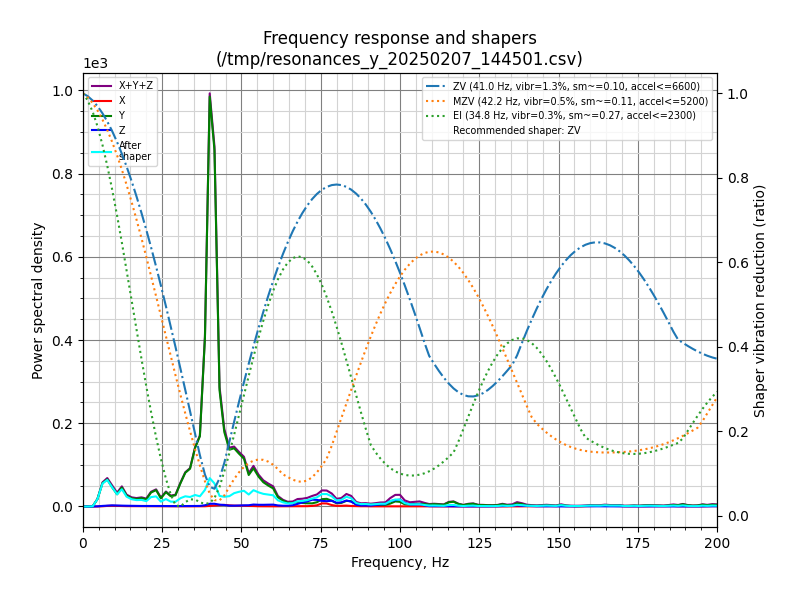 Frequency response and shapers
(/tmp/resonances_y_20250207_144501.csv)
1e3
X+Y+Z
X
Y
Z
After
shaper
ZV (41.0 Hz, vibr=1.3%, sm~=0.10, accel<=6600)
MZV (42.2 Hz, vibr=0.5%, sm~=0.11, accel<=5200)
EI (34.8 Hz, vibr=0.3%, sm~=0.27, accel<=2300)
Recommended shaper: ZV
Power spectral density
1.0
0.8
0.6
0.4
0.2
0.0
1.0
0.8
0.6
0.4
0.2
0.0
Shaper vibration reduction (ratio)
0 25 50 75 100 125 150 175 200
Frequency, Hz